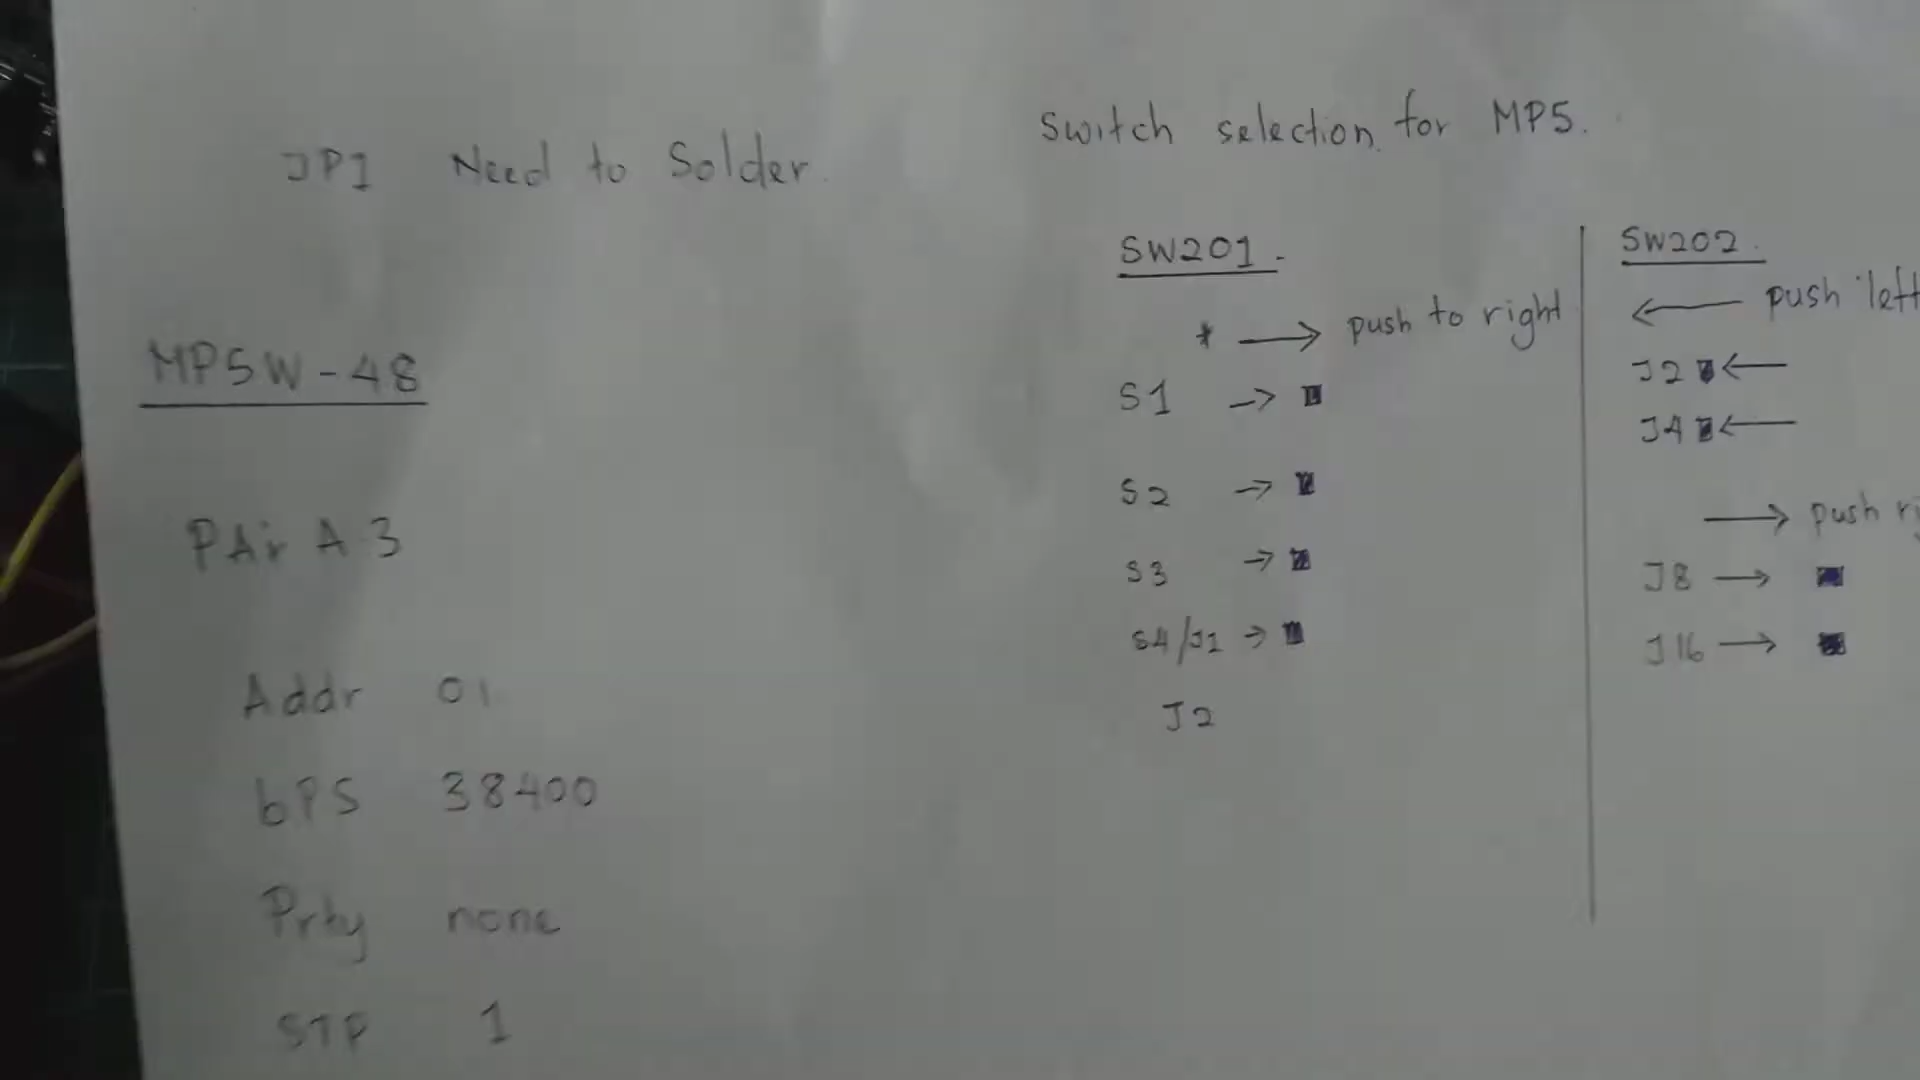 JP1 Need to Solder.
MP5W-48
PAr A 3
Addr 01
bPS 38400
Prty none
STP 1
Switch selection for MP5.
SW201.
* → push to right
S1 →
S2 →
S3 →
S4/J1 →
J2
SW202.
← push left
J2 ←
J4 ←
→ push
J8 →
J16 →